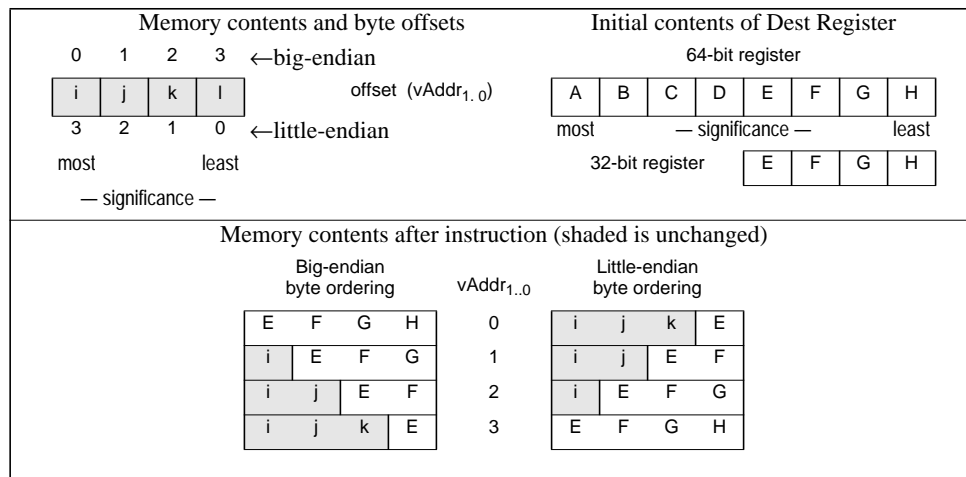 Memory contents and byte offsets
Initial contents of Dest Register
0 1 2 3 ←big-endian
64-bit register
i j k l offset (vAddr1. 0)
A B C D E F G H
3 2 1 0 ←little-endian
most — significance — least
most least
32-bit register E F G H
— significance —
Memory contents after instruction (shaded is unchanged)
Big-endian
byte ordering
vAddr1..0
Little-endian
byte ordering
E F G H 0 i j k E
i E F G 1 i j E F
i j E F 2 i E F G
i j k E 3 E F G H